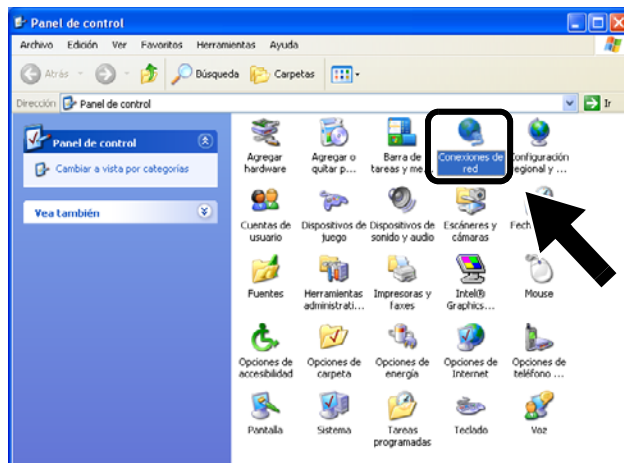 Panel de control
Archivo Edición Ver Favoritos Herramientas Ayuda
Atrás Búsqueda Carpetas
Dirección Panel de control Ir
Panel de control
Cambiar a vista por categorías
Vea también
Agregar hardware
Agregar o quitar p...
Barra de tareas y me...
Conexiones de red
Configuración regional y ...
Cuentas de usuario
Dispositivos de juego
Dispositivos de sonido y audio
Escáneres y cámaras
Fech
Fuentes
Herramientas administrati...
Impresoras y faxes
Intel® Graphics...
Mouse
Opciones de accesibilidad
Opciones de carpeta
Opciones de energía
Opciones de Internet
Opciones de teléfono ...
Pantalla
Sistema
Tareas programadas
Teclado
Voz